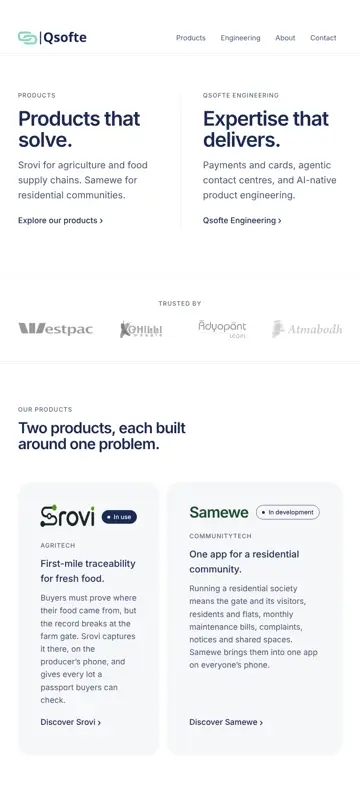 Qsofte
Products Engineering About Contact
PRODUCTS
Products that
solve.
Srovi for agriculture and food
supply chains. Samewe for
residential communities.
Explore our products ›
QSOFTE ENGINEERING
Expertise that
delivers.
Payments and cards, agentic
contact centres, and AI-native
product engineering.
Qsofte Engineering ›
TRUSTED BY
Westpac
Adyopant
Atmabodh
OUR PRODUCTS
Two products, each built
around one problem.
Srovi
In use
AGRITECH
First-mile traceability
for fresh food.
Buyers must prove where
their food came from, but
the record breaks at the
farm gate. Srovi captures
it there, on the
producer's phone, and
gives every lot a
passport buyers can
check.
Discover Srovi ›
Samewe
In development
COMMUNITYTECH
One app for a residential
community.
Running a residential society
means the gate and its visitors,
residents and flats, monthly
maintenance bills, complaints,
notices and shared spaces.
Samewe brings them into one app
on everyone's phone.
Discover Samewe ›